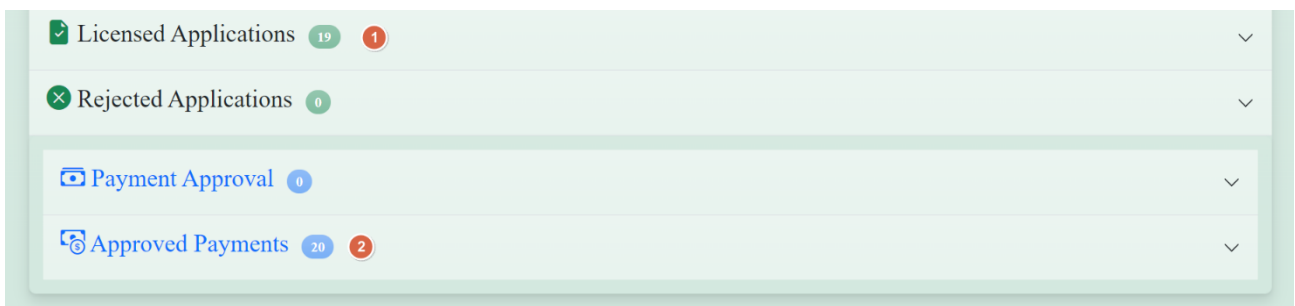 Licensed Applications 19 1
Rejected Applications 0
Payment Approval 0
Approved Payments 20 2